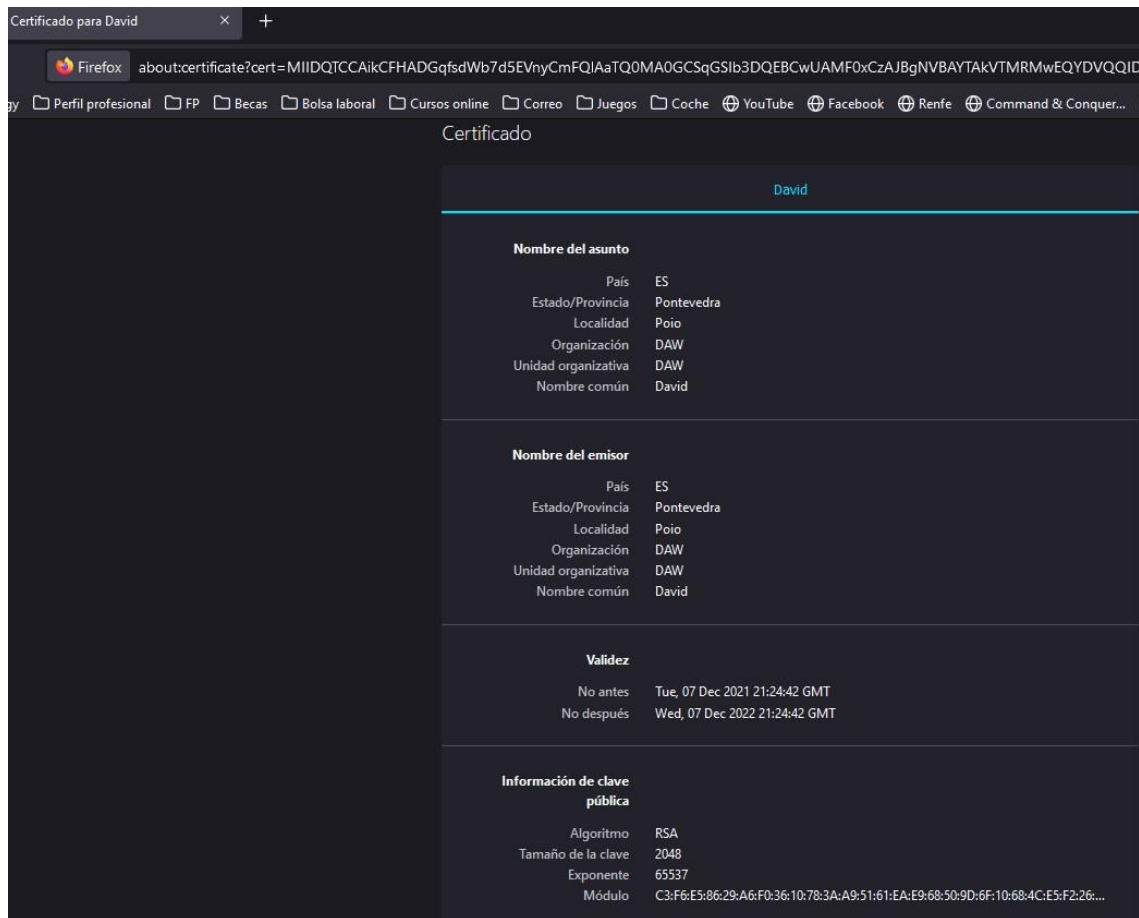 Certificado para David × +
Firefox about:certificate?cert=MIIDQTCCAikCFHADGqfsdWb7d5EVnyCmFQIAaTQ0MA0GCSqGSIb3DQEBCwUAMF0xCzAJBgNVBAYTAkVTMRMwEQYDVQQID
gy Perfil profesional FP Becas Bolsa laboral Cursos online Correo Juegos Coche YouTube Facebook Renfe Command & Conquer...
Certificado
David
Nombre del asunto
País ES
Estado/Provincia Pontevedra
Localidad Poio
Organización DAW
Unidad organizativa DAW
Nombre común David
Nombre del emisor
País ES
Estado/Provincia Pontevedra
Localidad Poio
Organización DAW
Unidad organizativa DAW
Nombre común David
Validez
No antes Tue, 07 Dec 2021 21:24:42 GMT
No después Wed, 07 Dec 2022 21:24:42 GMT
Información de clave
pública
Algoritmo RSA
Tamaño de la clave 2048
Exponente 65537
Módulo C3:F6:E5:86:29:A6:F0:36:10:78:3A:A9:51:61:EA:E9:68:50:9D:6F:10:68:4C:E5:F2:26:...